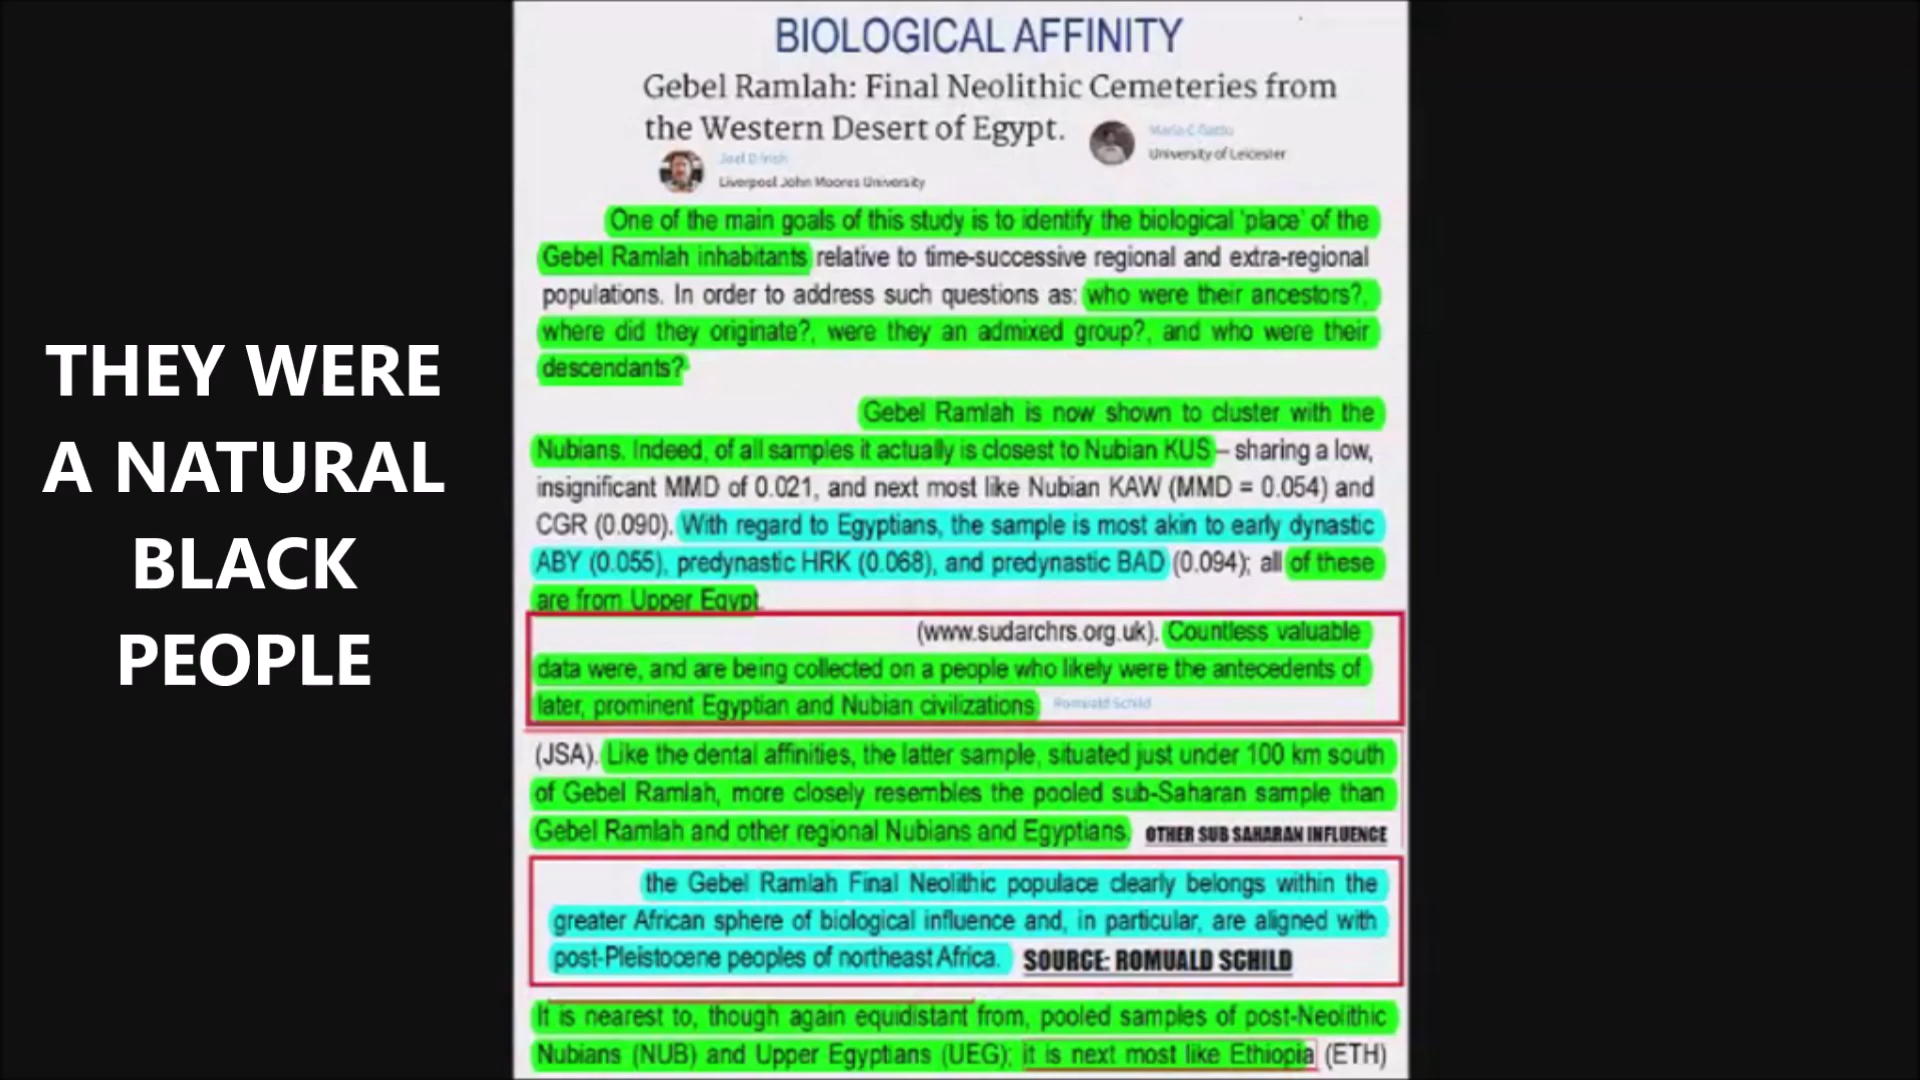 THEY WERE
A NATURAL
BLACK
PEOPLE
BIOLOGICAL AFFINITY
Gebel Ramlah: Final Neolithic Cemeteries from
the Western Desert of Egypt.
Maria C Gatto
University of Leicester
Joel D Irish
Liverpool John Moores University
One of the main goals of this study is to identify the biological 'place' of the
Gebel Ramlah inhabitants relative to time-successive regional and extra-regional
populations. In order to address such questions as: who were their ancestors?,
where did they originate?, were they an admixed group?, and who were their
descendants?
Gebel Ramlah is now shown to cluster with the
Nubians. Indeed, of all samples it actually is closest to Nubian KUS – sharing a low,
insignificant MMD of 0.021, and next most like Nubian KAW (MMD = 0.054) and
CGR (0.090). With regard to Egyptians, the sample is most akin to early dynastic
ABY (0.055), predynastic HRK (0.068), and predynastic BAD (0.094); all of these
are from Upper Egypt.
(www.sudarchrs.org.uk). Countless valuable
data were, and are being collected on a people who likely were the antecedents of
later, prominent Egyptian and Nubian civilizations
Romuald Schild
(JSA). Like the dental affinities, the latter sample, situated just under 100 km south
of Gebel Ramlah, more closely resembles the pooled sub-Saharan sample than
Gebel Ramlah and other regional Nubians and Egyptians. OTHER SUB SAHARAN INFLUENCE
the Gebel Ramlah Final Neolithic populace clearly belongs within the
greater African sphere of biological influence and, in particular, are aligned with
post-Pleistocene peoples of northeast Africa. SOURCE: ROMUALD SCHILD
It is nearest to, though again equidistant from, pooled samples of post-Neolithic
Nubians (NUB) and Upper Egyptians (UEG); it is next most like Ethiopia (ETH)